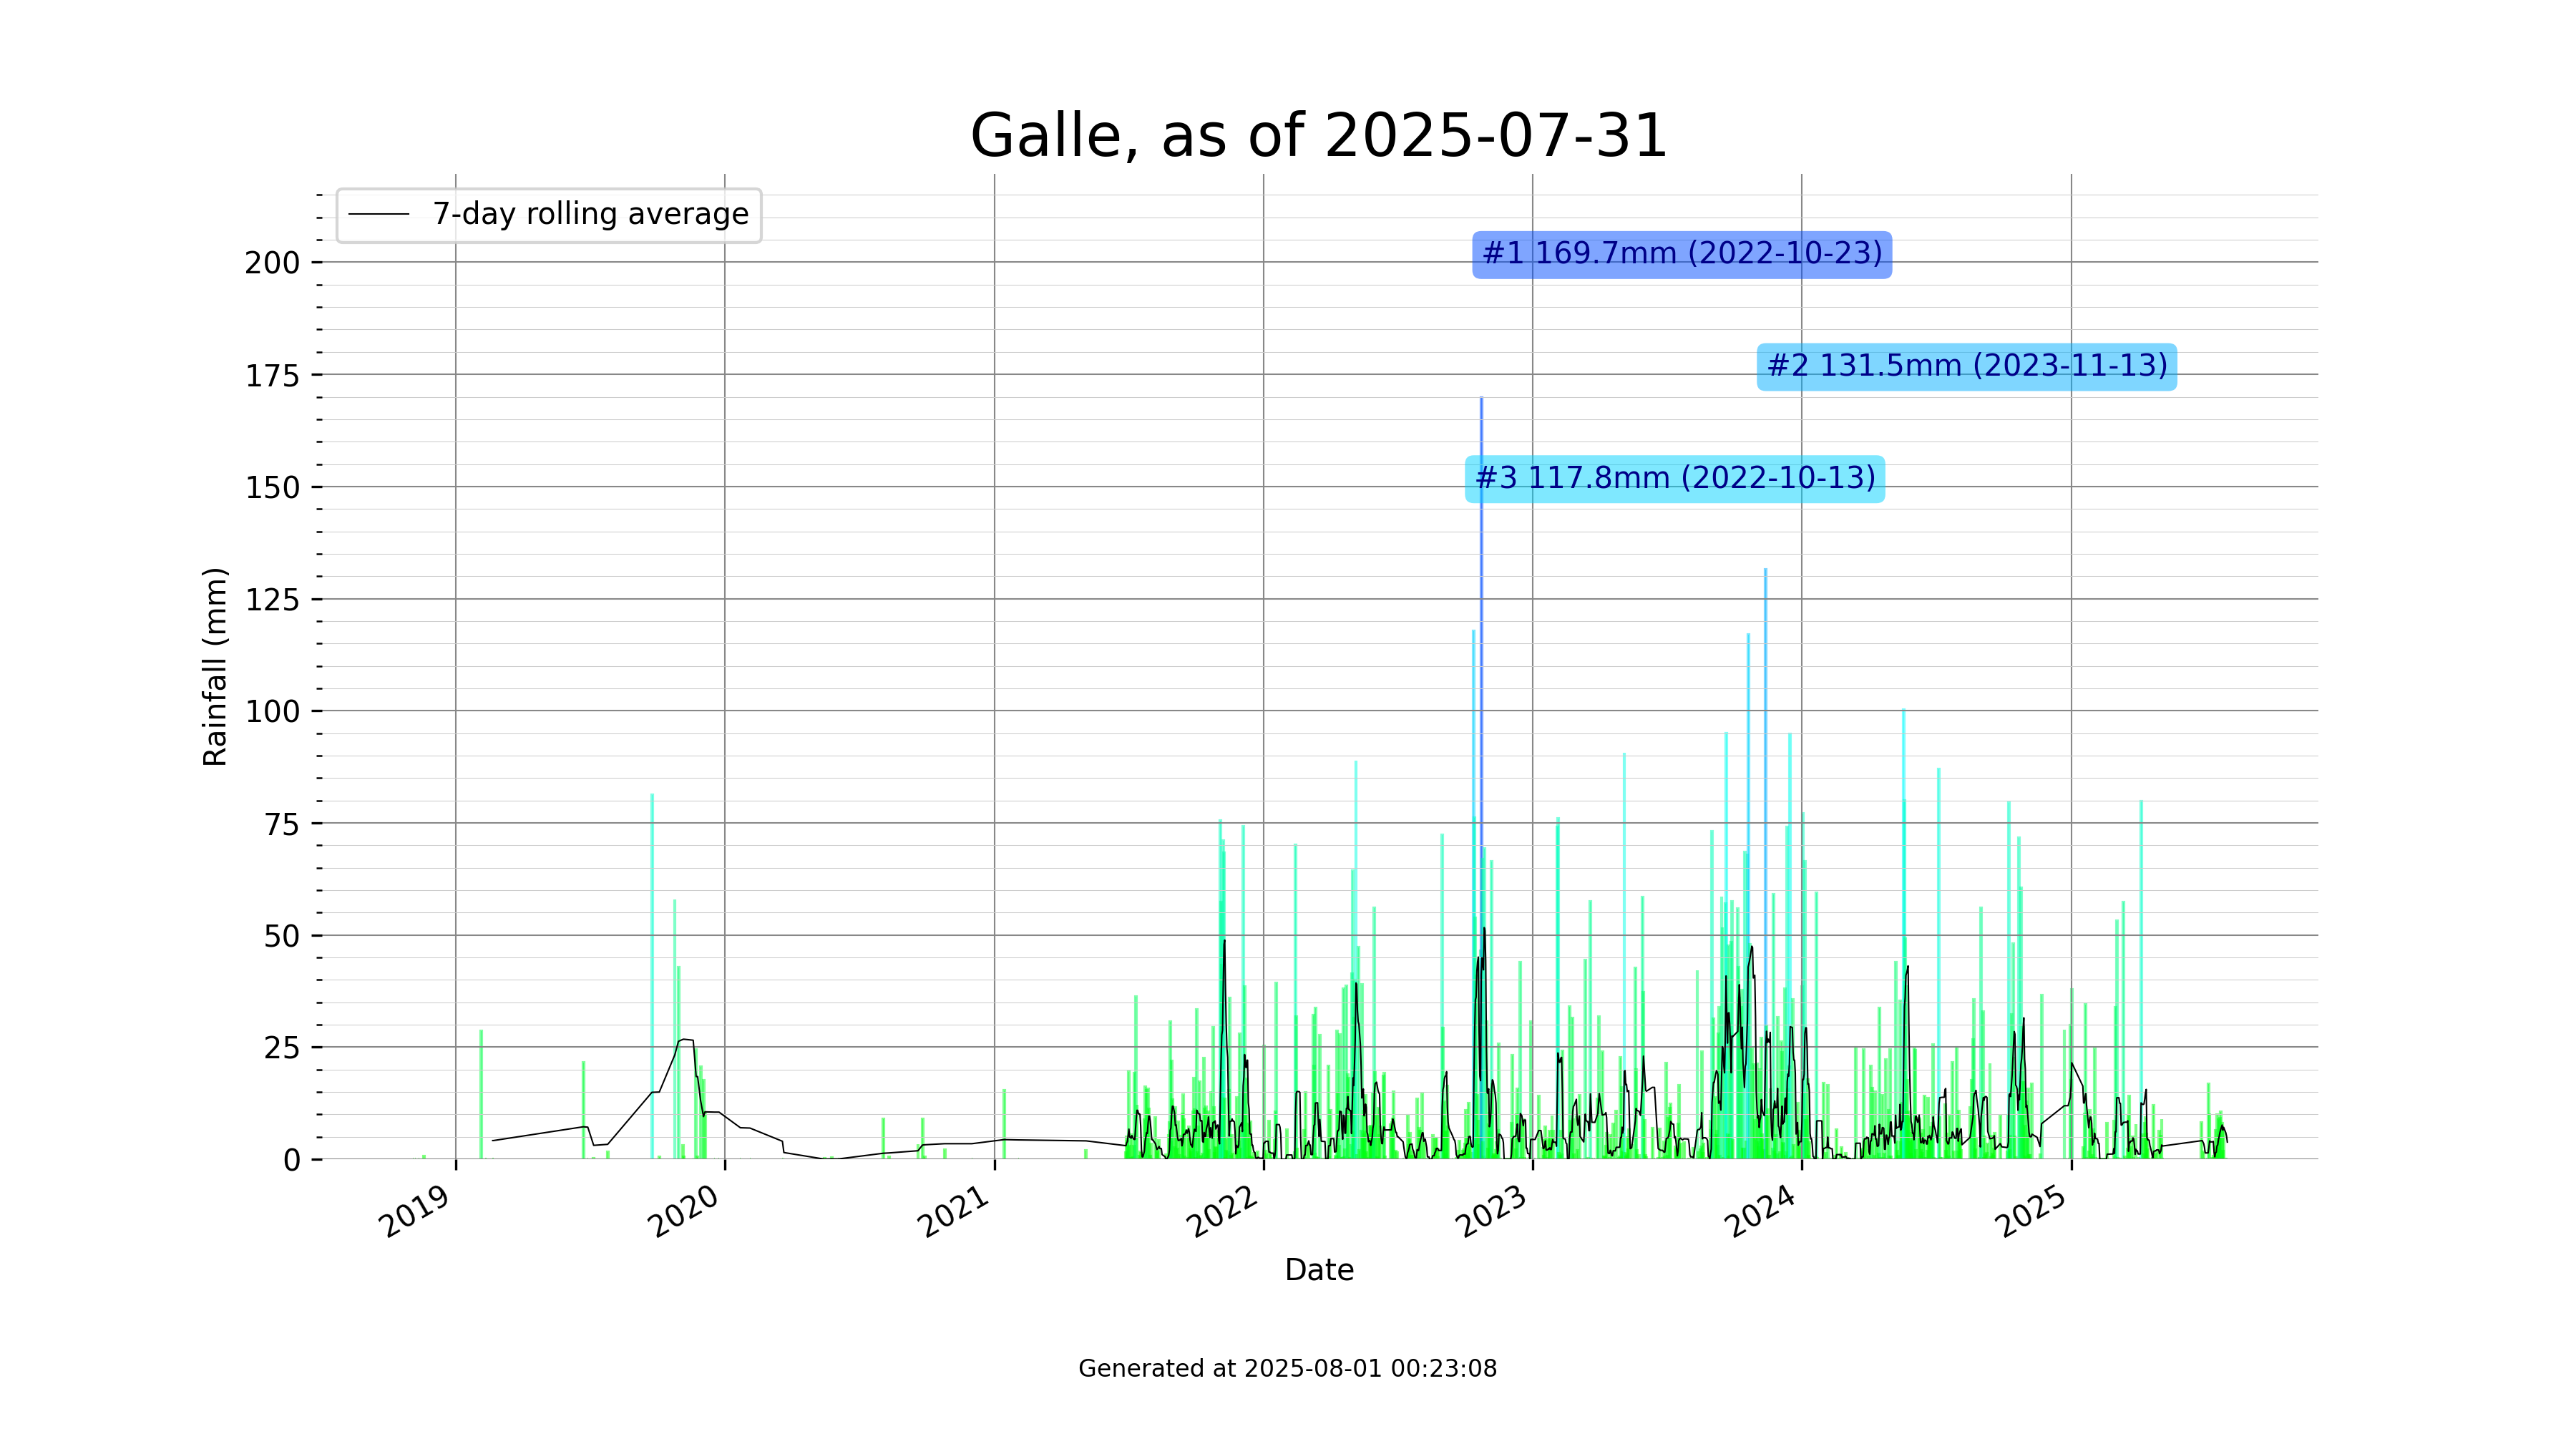 Galle, as of 2025-07-31
7-day rolling average
#1 169.7mm (2022-10-23)
#2 131.5mm (2023-11-13)
#3 117.8mm (2022-10-13)
Rainfall (mm)
200
175
150
125
100
75
50
25
0
2019
2020
2021
2022
2023
2024
2025
Date
Generated at 2025-08-01 00:23:08